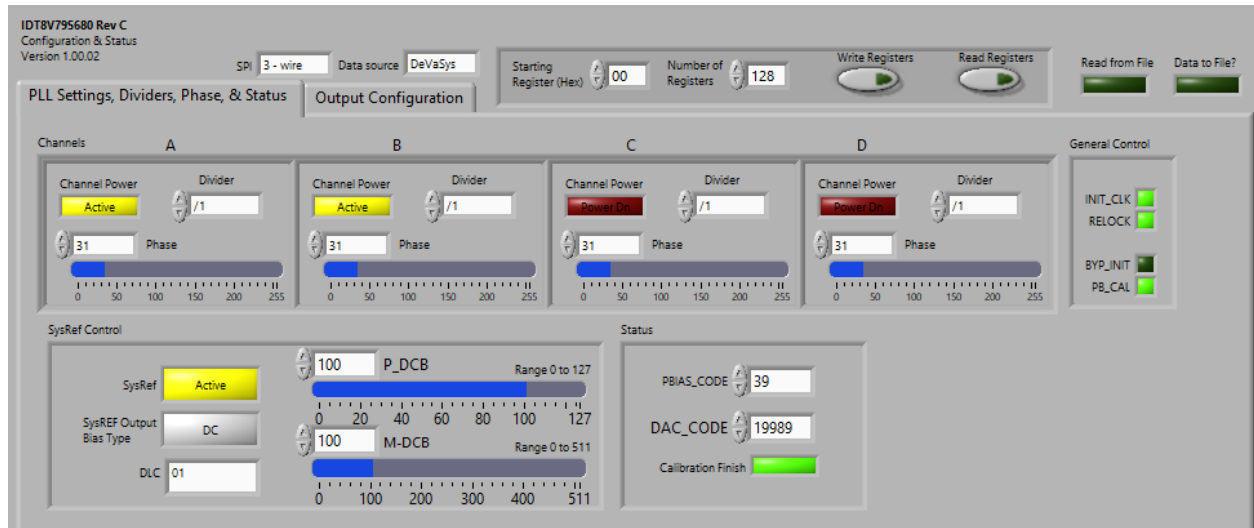 IDT8V79S680 Rev C
Configuration & Status
Version 1.00.02
SPI 3 - wire Data source DeVaSys
Starting Register (Hex) 00
Number of Registers 128
Write Registers
Read Registers
Read from File
Data to File?
PLL Settings, Dividers, Phase, & Status
Output Configuration
Channels
A
Channel Power Divider
Active /1
31 Phase
0 50 100 150 200 255
B
Channel Power Divider
Active /1
31 Phase
0 50 100 150 200 255
C
Channel Power Divider
Power Dn /1
31 Phase
0 50 100 150 200 255
D
Channel Power Divider
Power Dn /1
31 Phase
0 50 100 150 200 255
General Control
INIT_CLK
RELOCK
BYP_INIT
PB_CAL
SysRef Control
SysRef Active
SysREF Output
Bias Type DC
DLC 01
100 P_DCB Range 0 to 127
0 20 40 60 80 100 127
100 M-DCB Range 0 to 511
0 100 200 300 400 511
Status
PBIAS_CODE 39
DAC_CODE 19989
Calibration Finish